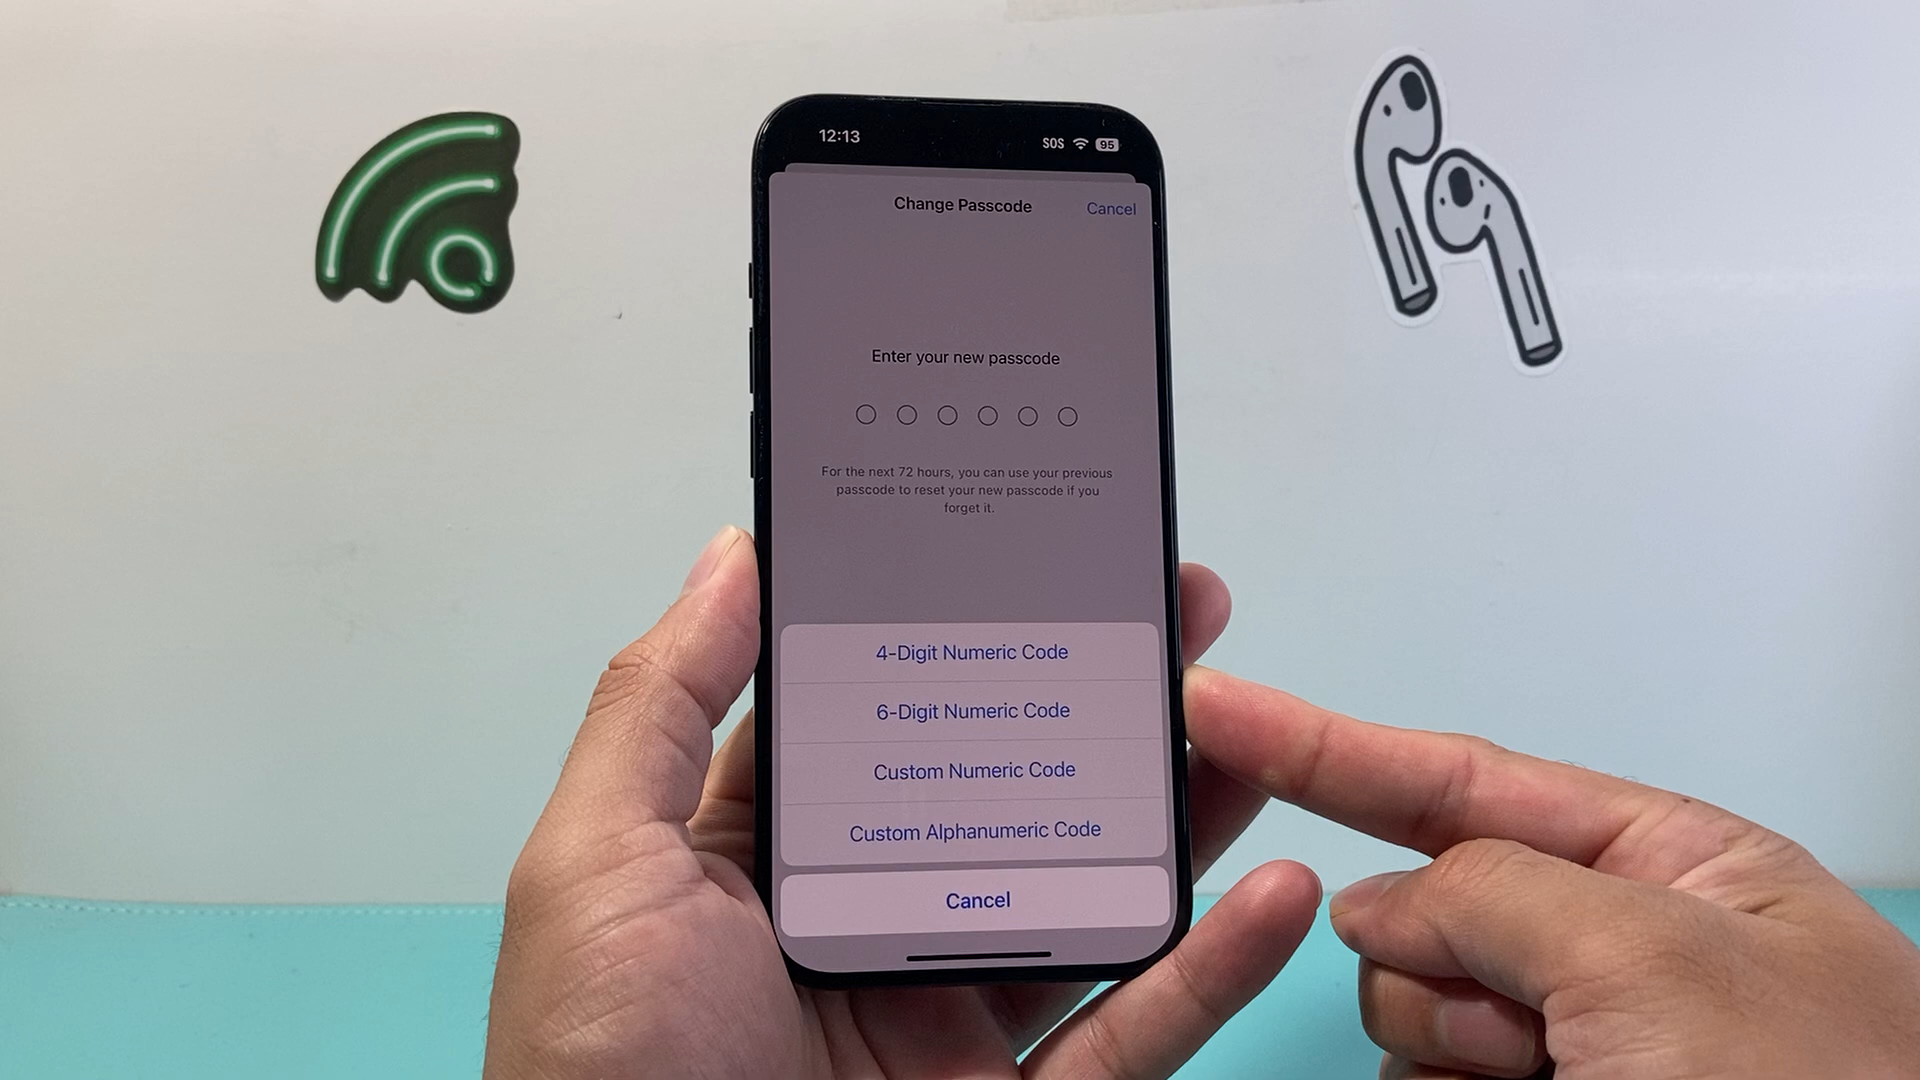 12:13
SOS
95
Change Passcode
Cancel
Enter your new passcode
For the next 72 hours, you can use your previous
passcode to reset your new passcode if you
forget it.
4-Digit Numeric Code
6-Digit Numeric Code
Custom Numeric Code
Custom Alphanumeric Code
Cancel